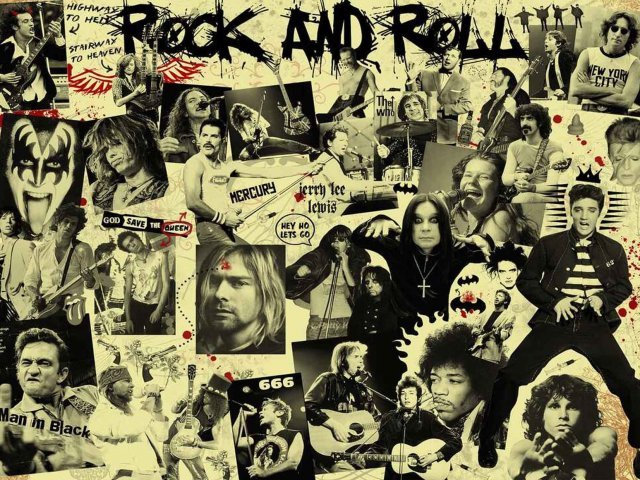 HIGHWAY
TO HELL
&
STAIRWAY
TO HEAVEN
ROCK AND ROLL
NEW YORK
CITY
The
who
MERCURY
jerry lee
lewis
GOD SAVE THE QUEEN
HEY HO
LETS GO
666
Man in Black